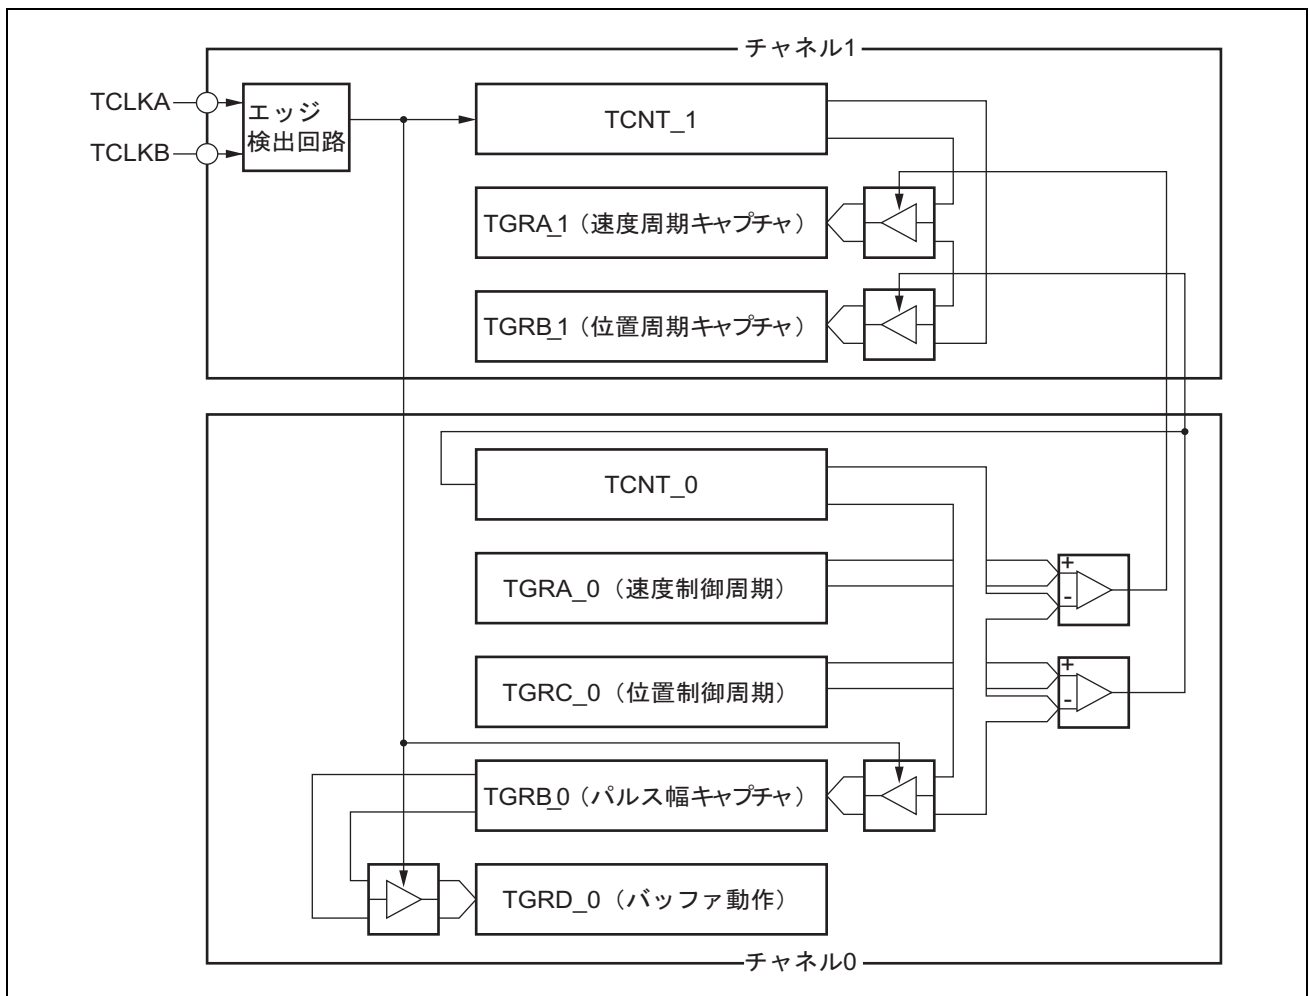 チャネル1
TCLKA
TCLKB
エッジ
検出回路
TCNT_1
TGRA_1（速度周期キャプチャ）
TGRB_1（位置周期キャプチャ）
TCNT_0
TGRA_0（速度制御周期）
+
-
TGRC_0（位置制御周期）
+
-
TGRB_0（パルス幅キャプチャ）
TGRD_0（バッファ動作）
チャネル0